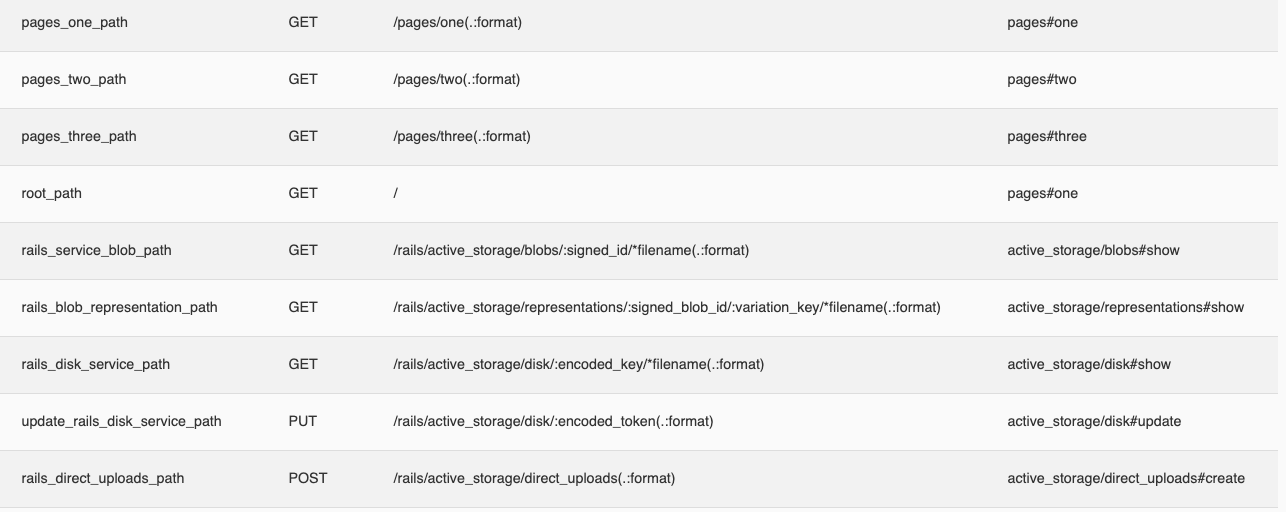 pages_one_path GET /pages/one(.:format) pages#one
pages_two_path GET /pages/two(.:format) pages#two
pages_three_path GET /pages/three(.:format) pages#three
root_path GET / pages#one
rails_service_blob_path GET /rails/active_storage/blobs/:signed_id/*filename(.:format) active_storage/blobs#show
rails_blob_representation_path GET /rails/active_storage/representations/:signed_blob_id/:variation_key/*filename(.:format) active_storage/representations#show
rails_disk_service_path GET /rails/active_storage/disk/:encoded_key/*filename(.:format) active_storage/disk#show
update_rails_disk_service_path PUT /rails/active_storage/disk/:encoded_token(.:format) active_storage/disk#update
rails_direct_uploads_path POST /rails/active_storage/direct_uploads(.:format) active_storage/direct_uploads#create